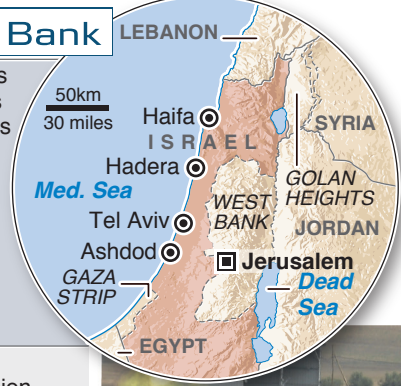 Bank
LEBANON
s
s
s
50km
30 miles
Haifa
SYRIA
ISRAEL
Hadera
GOLAN
HEIGHTS
Med. Sea
WEST
BANK
Tel Aviv
JORDAN
Ashdod
Jerusalem
GAZA
STRIP
Dead
Sea
EGYPT